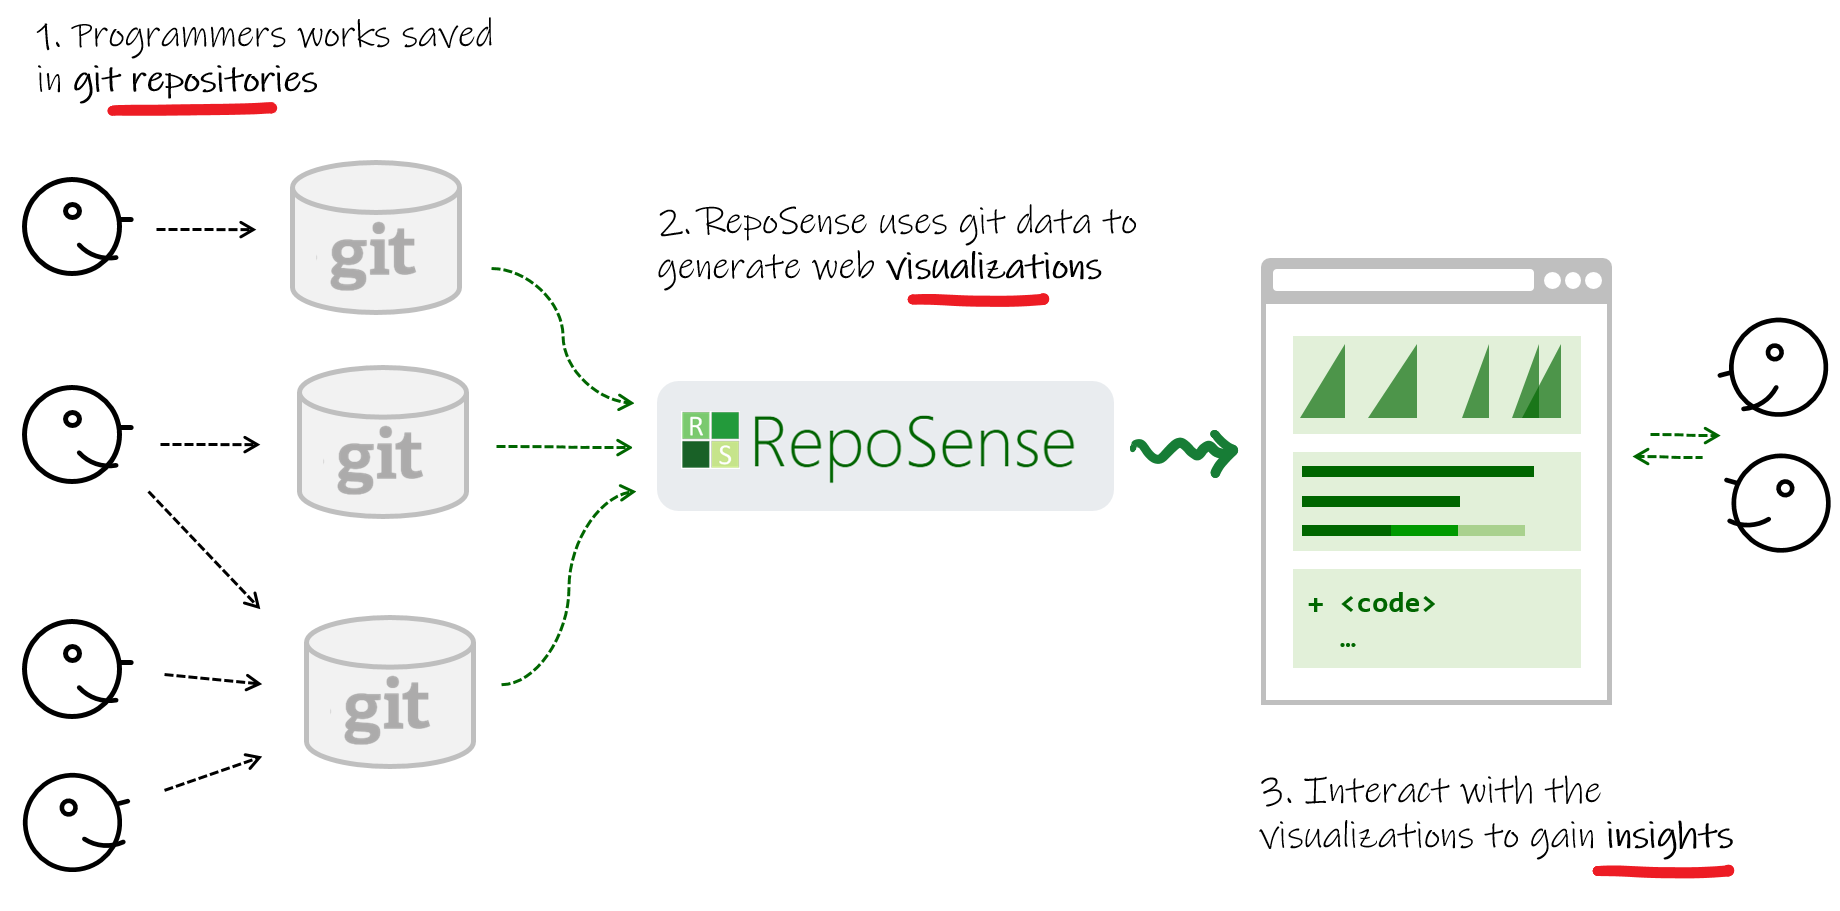 1. Programmers works saved
in git repositories
git
2. RepoSense uses git data to
generate web visualizations
git
R
S
RepoSense
+ <code>
...
git
3. Interact with the
visualizations to gain insights